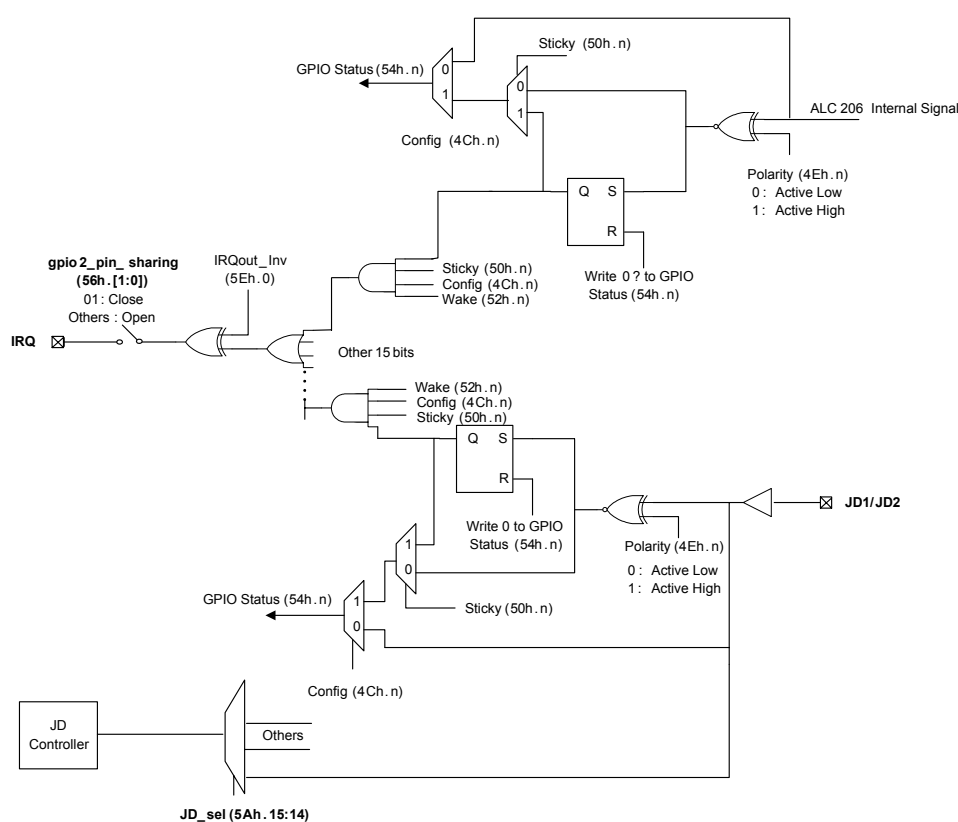 Sticky (50h.n)
GPIO Status (54h.n)
0
1
0
1
ALC 206 Internal Signal
Config (4Ch.n)
Polarity (4Eh.n)
0 : Active Low
1 : Active High
Q S
R
Write 0 ? to GPIO
Status (54h.n)
gpio 2_pin_ sharing
(56h.[1:0])
01 : Close
Others : Open
IRQout_Inv
(5Eh.0)
Sticky (50h.n)
Config (4Ch.n)
Wake (52h.n)
IRQ
Other 15 bits
Wake (52h.n)
Config (4Ch.n)
Sticky (50h.n)
Q S
R
JD1/JD2
Write 0 to GPIO
Status (54h.n)
Polarity (4Eh.n)
0 : Active Low
1 : Active High
1
0
GPIO Status (54h.n)
1
0
Sticky (50h.n)
Config (4Ch.n)
JD
Controller
Others
JD_sel (5Ah.15:14)